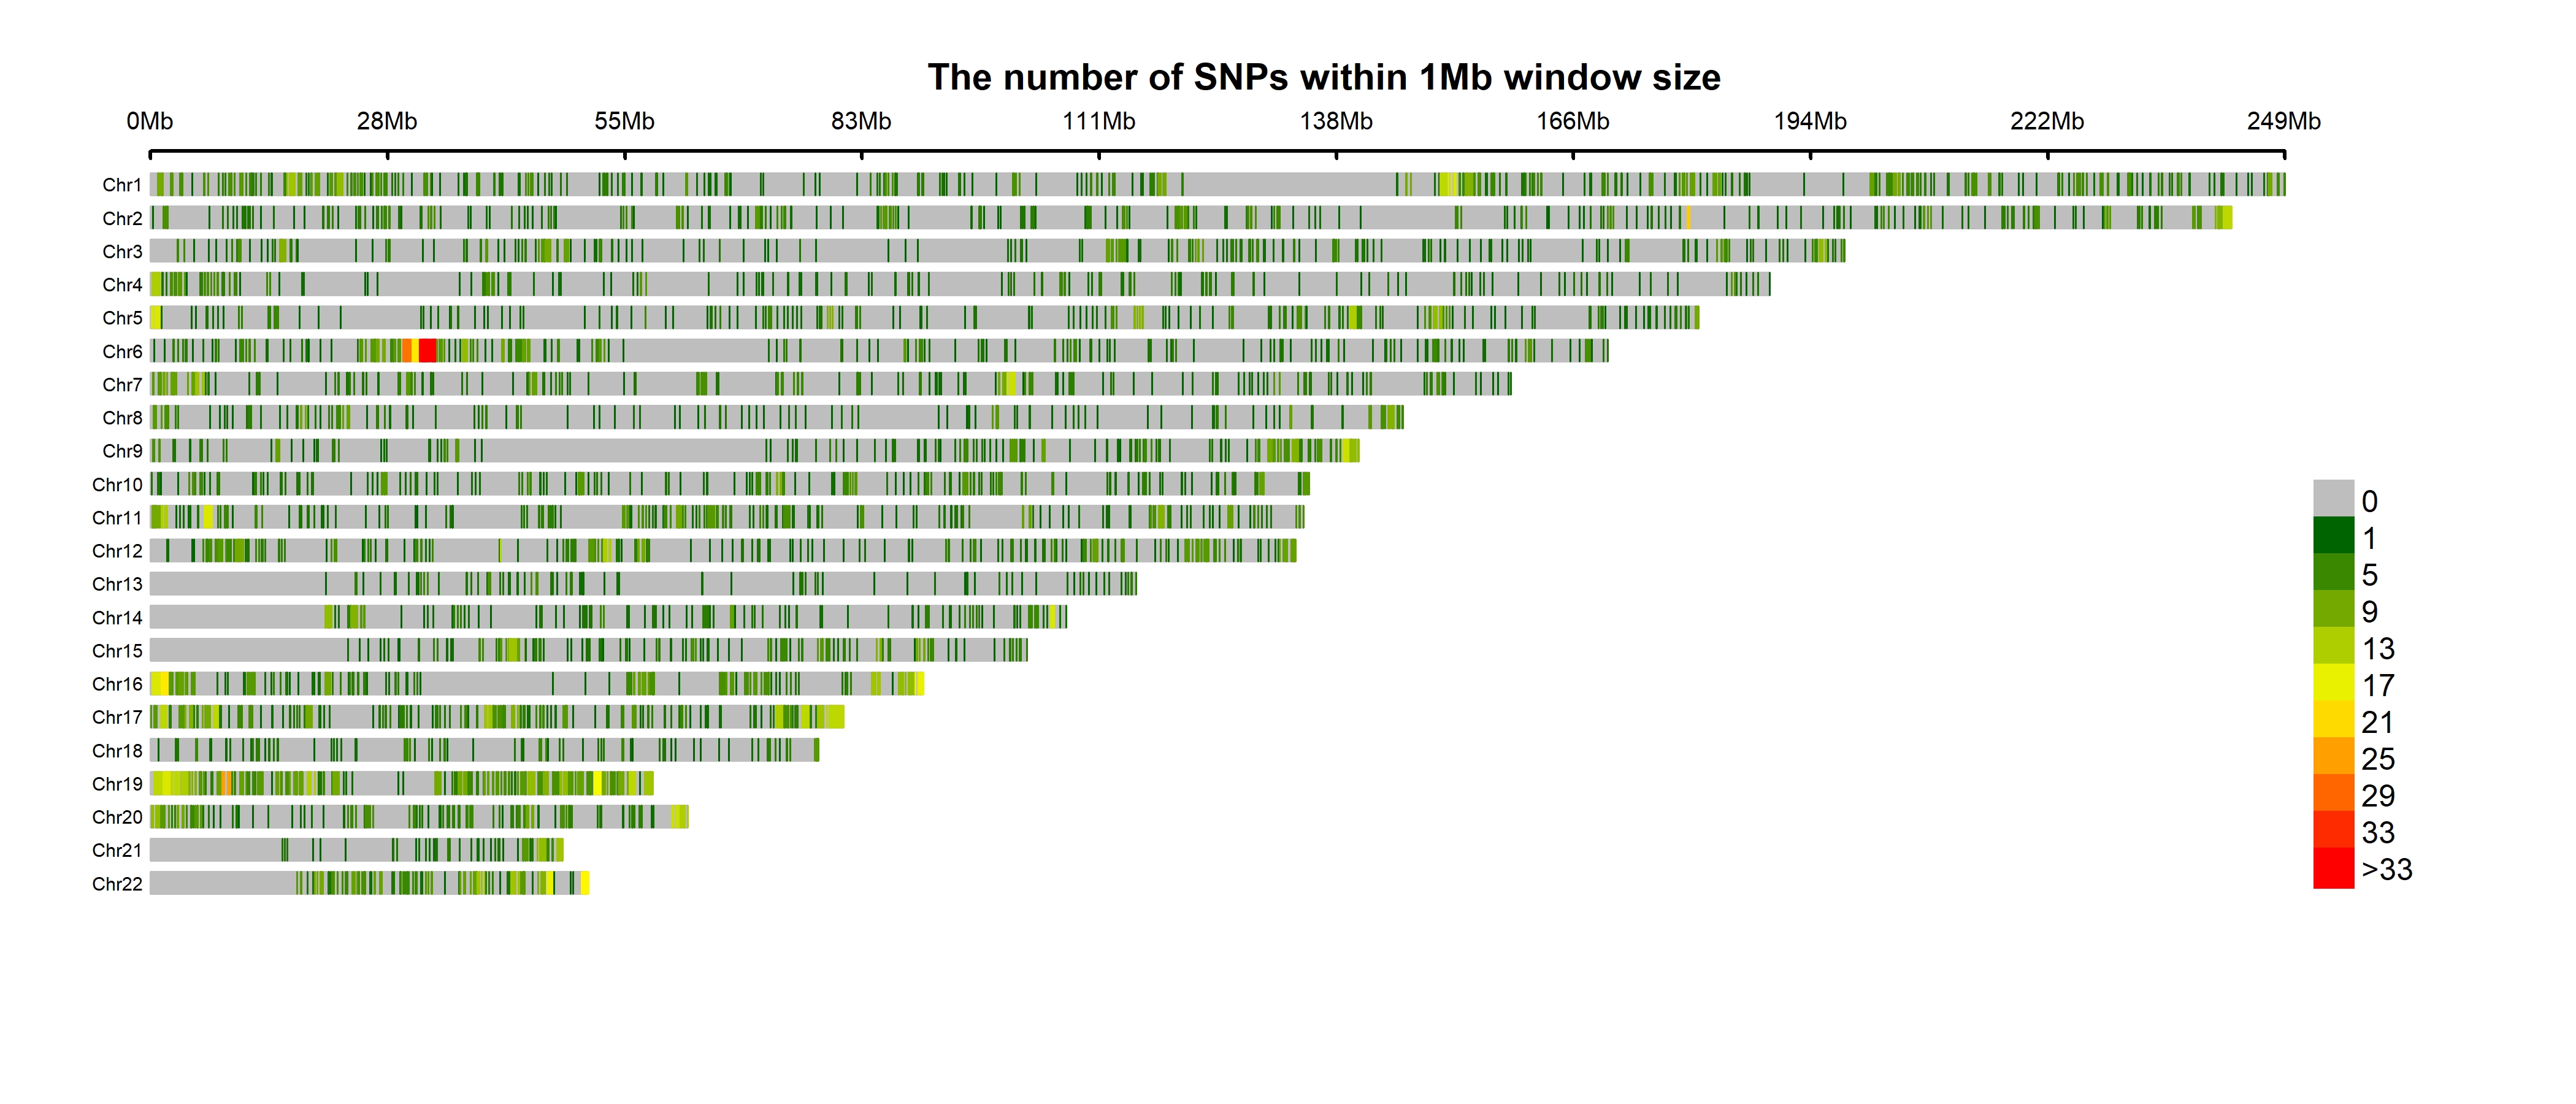 The number of SNPs within 1Mb window size
0Mb 28Mb 55Mb 83Mb 111Mb 138Mb 166Mb 194Mb 222Mb 249Mb
Chr1
Chr2
Chr3
Chr4
Chr5
Chr6
Chr7
Chr8
Chr9
Chr10
Chr11
Chr12
Chr13
Chr14
Chr15
Chr16
Chr17
Chr18
Chr19
Chr20
Chr21
Chr22
0
1
5
9
13
17
21
25
29
33
>33